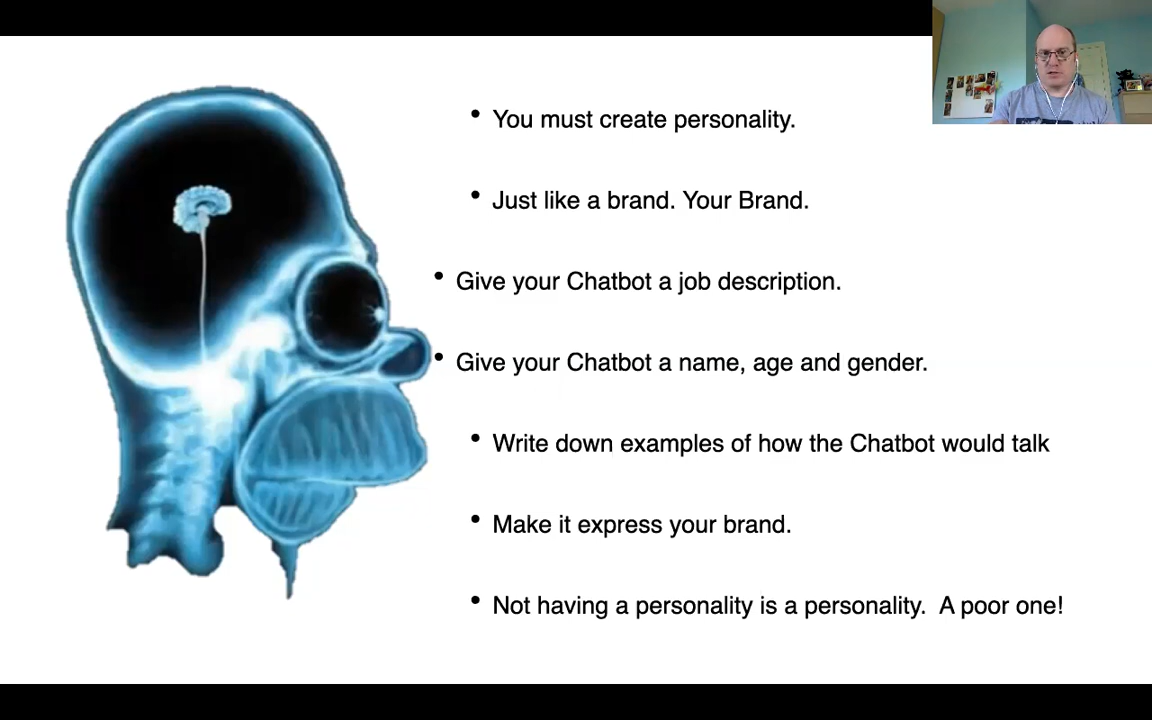 • You must create personality.
• Just like a brand. Your Brand.
• Give your Chatbot a job description.
• Give your Chatbot a name, age and gender.
• Write down examples of how the Chatbot would talk
• Make it express your brand.
• Not having a personality is a personality.  A poor one!